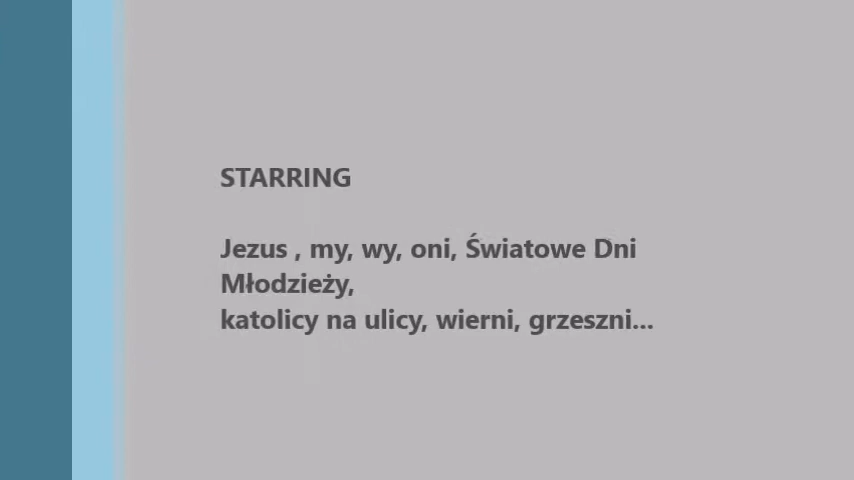 STARRING
Jezus , my, wy, oni, Światowe Dni
Młodzieży,
katolicy na ulicy, wierni, grzeszni...